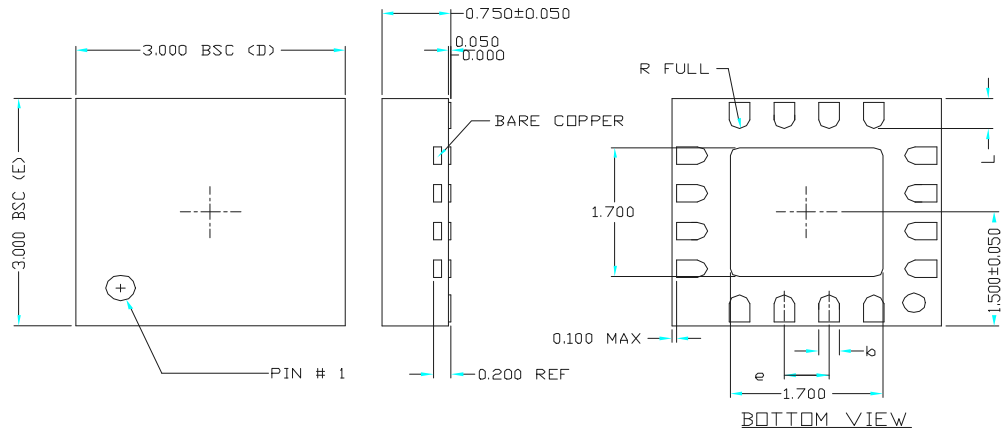 0.750±0.050
3.000 BSC (D)
0.050
0.000
R FULL
BARE COPPER
L
3.000 BSC (E)
1.700
1.500±0.050
0.100 MAX
b
PIN # 1
0.200 REF
e
1.700
BOTTOM VIEW